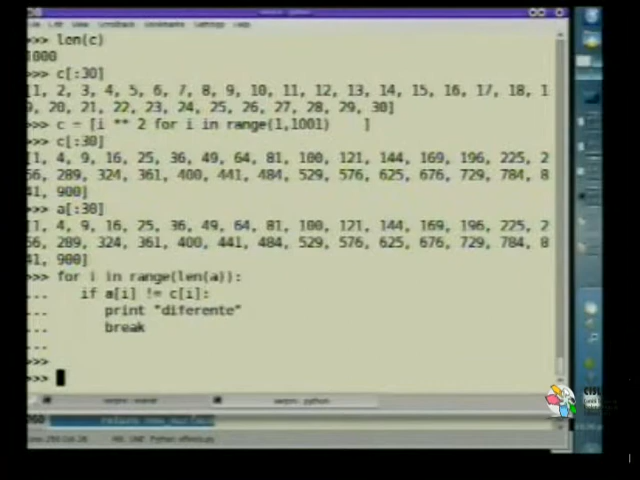 >>> len(c)
1000
>>> c[:30]
[1, 2, 3, 4, 5, 6, 7, 8, 9, 10, 11, 12, 13, 14, 15, 16, 17, 18, 1
9, 20, 21, 22, 23, 24, 25, 26, 27, 28, 29, 30]
>>> c = [i ** 2 for i in range(1,1001)    ]
>>> c[:30]
[1, 4, 9, 16, 25, 36, 49, 64, 81, 100, 121, 144, 169, 196, 225, 2
56, 289, 324, 361, 400, 441, 484, 529, 576, 625, 676, 729, 784, 8
41, 900]
>>> a[:30]
[1, 4, 9, 16, 25, 36, 49, 64, 81, 100, 121, 144, 169, 196, 225, 2
56, 289, 324, 361, 400, 441, 484, 529, 576, 625, 676, 729, 784, 8
41, 900]
>>> for i in range(len(a)):
...    if a[i] != c[i]:
...       print "diferente"
...       break
...
>>>
>>>